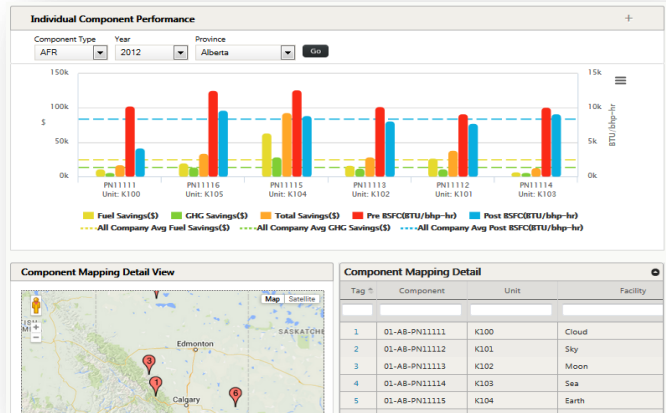 Individual Component Performance +
Component Type Year Province
AFR 2012 Alberta Go
150k 15k
100k 10k
$ BTU/bhp-hr
50k 5k
0k 0k
PN11111 PN11116 PN11115 PN11113 PN11112 PN11114
Unit: K100 Unit: K105 Unit: K104 Unit: K102 Unit: K101 Unit: K103
Fuel Savings($) GHG Savings($) Total Savings($) Pre BSFC(BTU/bhp-hr) Post BSFC(BTU/bhp-hr)
All Company Avg Fuel Savings($) All Company Avg GHG Savings($) All Company Avg Post BSFC(BTU/bhp-hr)
Component Mapping Detail View
Map Satellite
SASKATCHE
Edmonton
3
1
Calgary
6
Component Mapping Detail
Tag Component Unit Facility
1 01-AB-PN11111 K100 Cloud
2 01-AB-PN11112 K101 Sky
3 01-AB-PN11113 K102 Moon
4 01-AB-PN11114 K103 Sea
5 01-AB-PN11115 K104 Earth